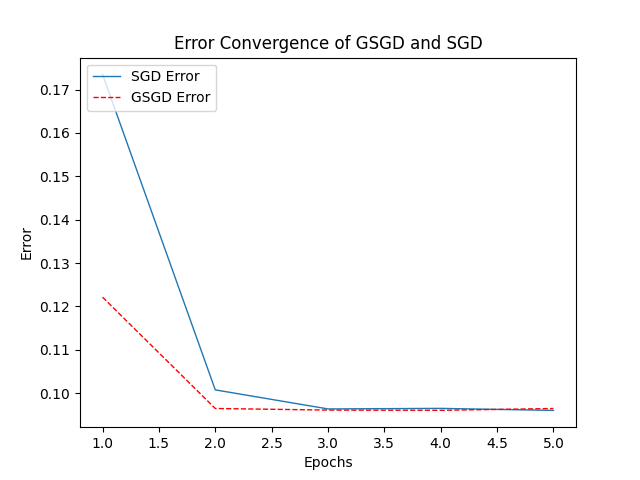 Error Convergence of GSGD and SGD
SGD Error
GSGD Error
0.17
0.16
0.15
0.14
0.13
0.12
0.11
0.10
Error
1.0 1.5 2.0 2.5 3.0 3.5 4.0 4.5 5.0
Epochs